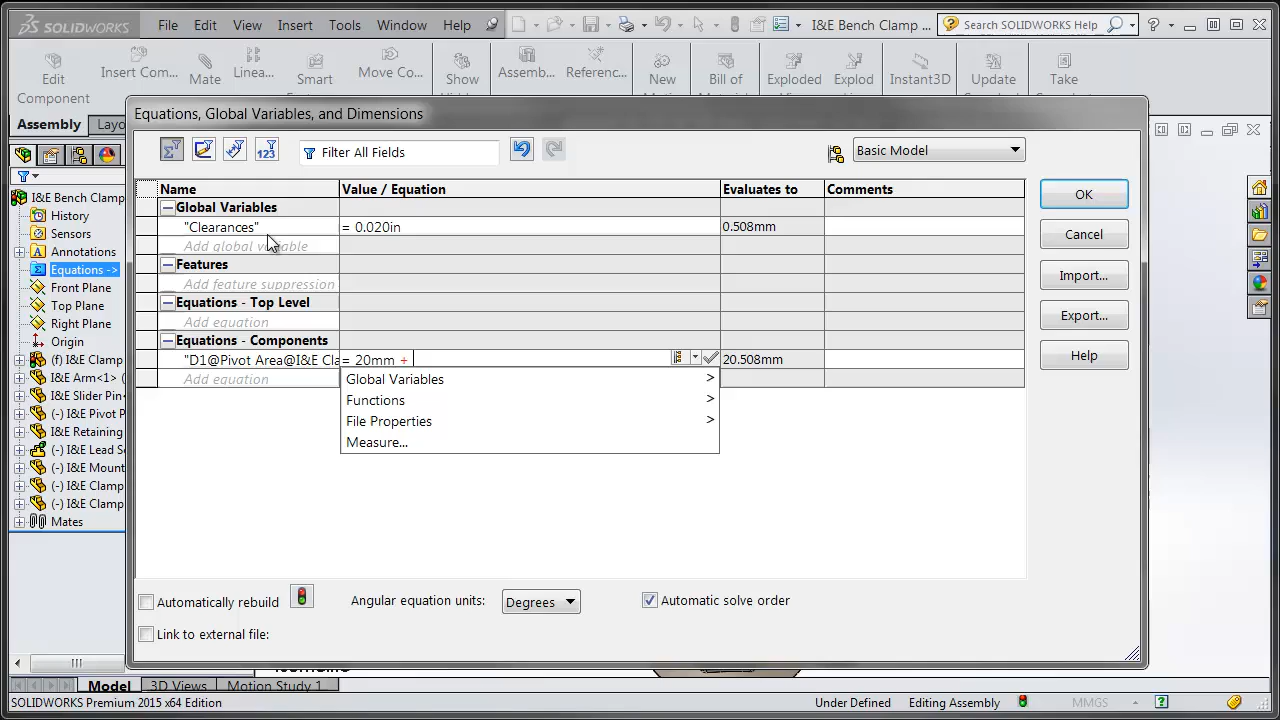 SOLIDWORKS File Edit View Insert Tools Window Help I&E Bench Clamp ... Search SOLIDWORKS Help
Edit Component Insert Com... Mate Linea... Smart Move Co... Show Assemb... Referenc... New Bill of Exploded Explod Instant3D Update Take
Assembly Layo
Equations, Global Variables, and Dimensions
Filter All Fields
Basic Model
Name Value / Equation Evaluates to Comments
Global Variables
"Clearances" = 0.020in 0.508mm
Add global variable
Features
Add feature suppression
Equations - Top Level
Add equation
Equations - Components
"D1@Pivot Area@I&E Cla = 20mm + 20.508mm
Add equation
Global Variables >
Functions >
File Properties >
Measure...
OK
Cancel
Import...
Export...
Help
I&E Bench Clamp
History
Sensors
Annotations
Equations ->
Front Plane
Top Plane
Right Plane
Origin
(f) I&E Clamp
I&E Arm<1> (
I&E Slider Pin
(-) I&E Pivot P
I&E Retaining
(-) I&E Lead S
(-) I&E Mount
(-) I&E Clamp
(-) I&E Clamp
Mates
Automatically rebuild Angular equation units: Degrees Automatic solve order
Link to external file:
Model 3D Views Motion Study 1
SOLIDWORKS Premium 2015 x64 Edition Under Defined Editing Assembly MMGS